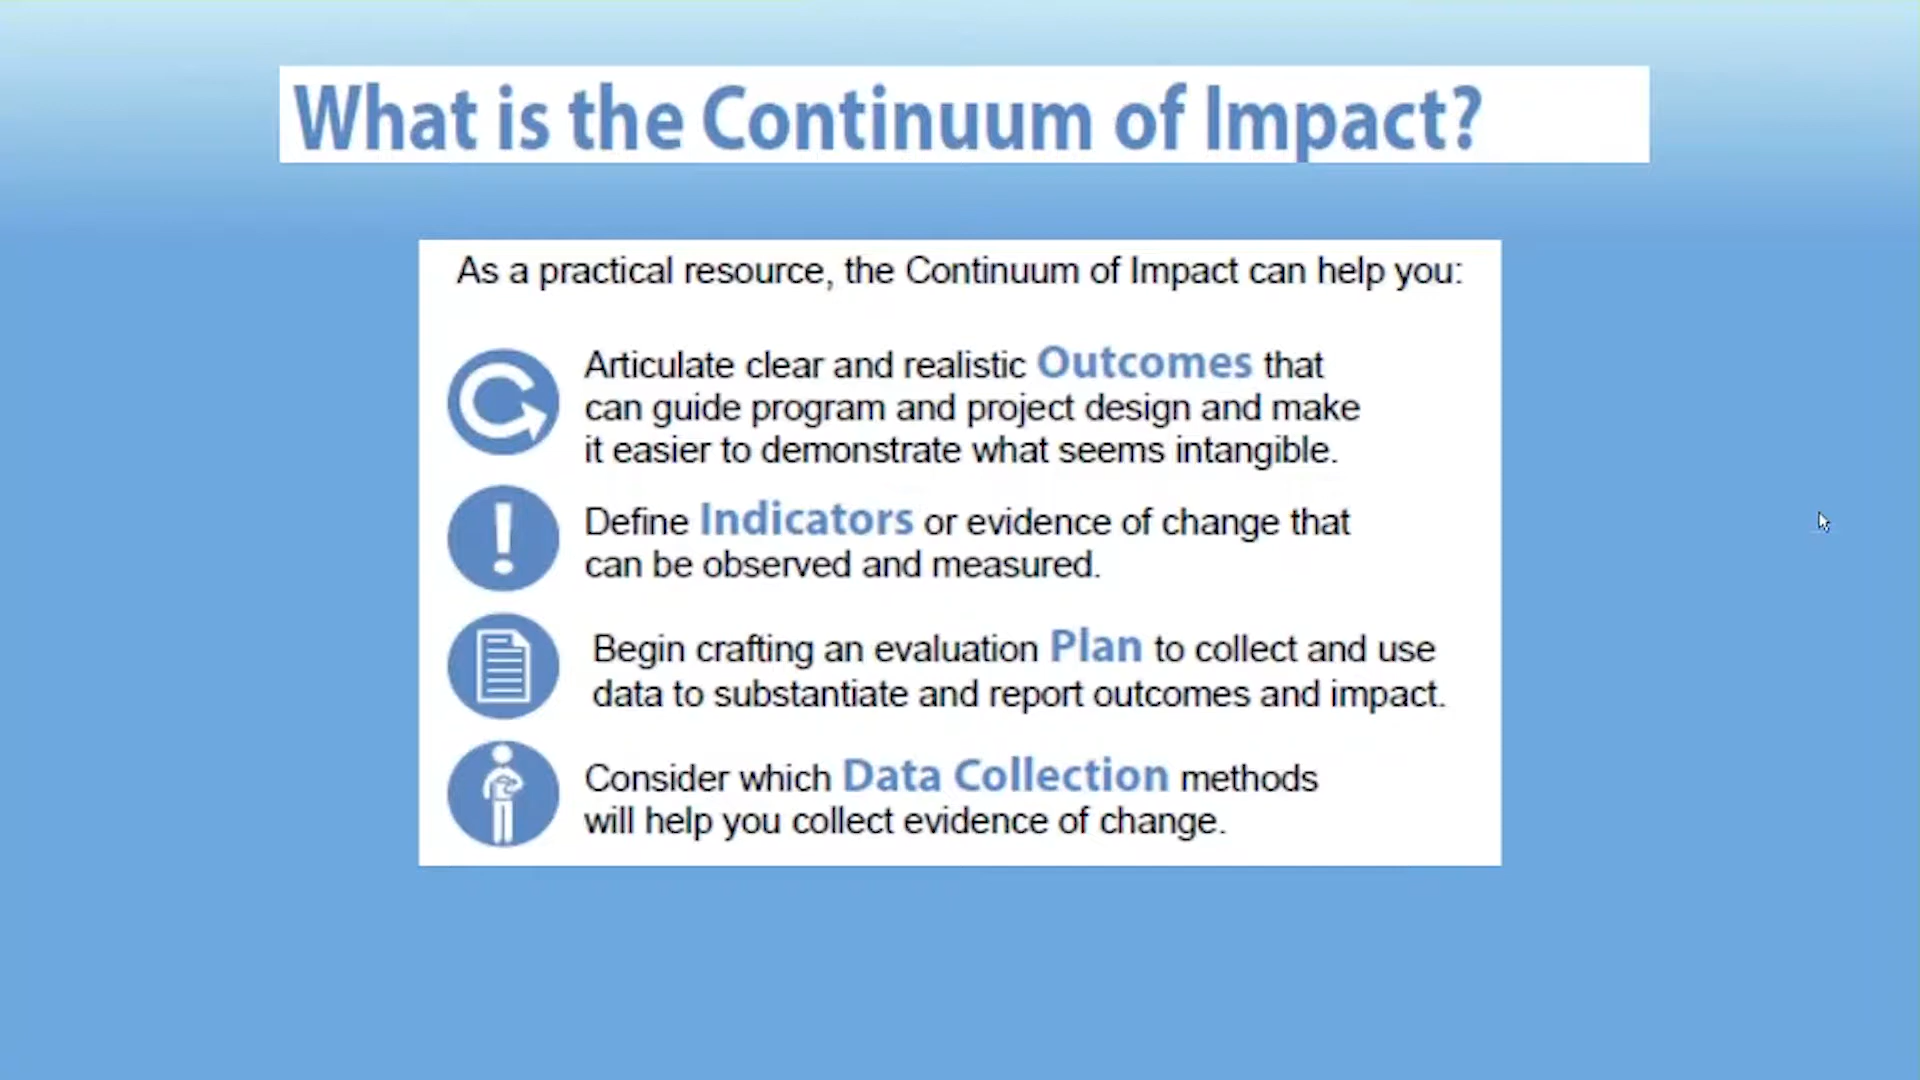 What is the Continuum of Impact?
As a practical resource, the Continuum of Impact can help you:
Articulate clear and realistic Outcomes that
can guide program and project design and make
it easier to demonstrate what seems intangible.
Define Indicators or evidence of change that
can be observed and measured.
Begin crafting an evaluation Plan to collect and use
data to substantiate and report outcomes and impact.
Consider which Data Collection methods
will help you collect evidence of change.